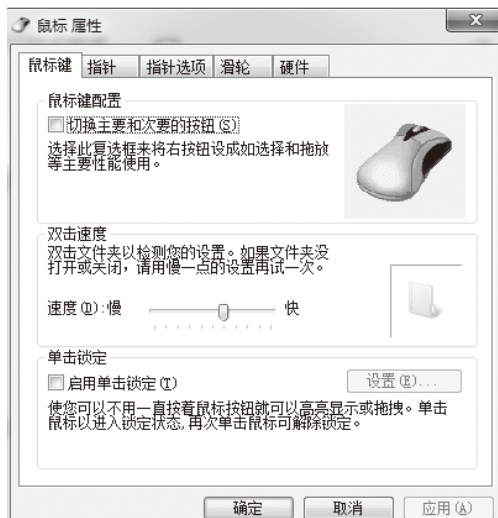 鼠标 属性
鼠标键 指针 指针选项 滑轮 硬件
鼠标键配置
切换主要和次要的按钮(S)
选择此复选框来将右按钮设成如选择和拖放
等主要性能使用。
双击速度
双击文件夹以检测您的设置。如果文件夹没
打开或关闭，请用慢一点的设置再试一次。
速度(D):慢 快
单击锁定
启用单击锁定(T)
设置(E)...
使您可以不用一直按着鼠标按钮就可以高亮显示或拖拽。单击
鼠标以进入锁定状态,再次单击鼠标可解除锁定。
确定 取消 应用(A)